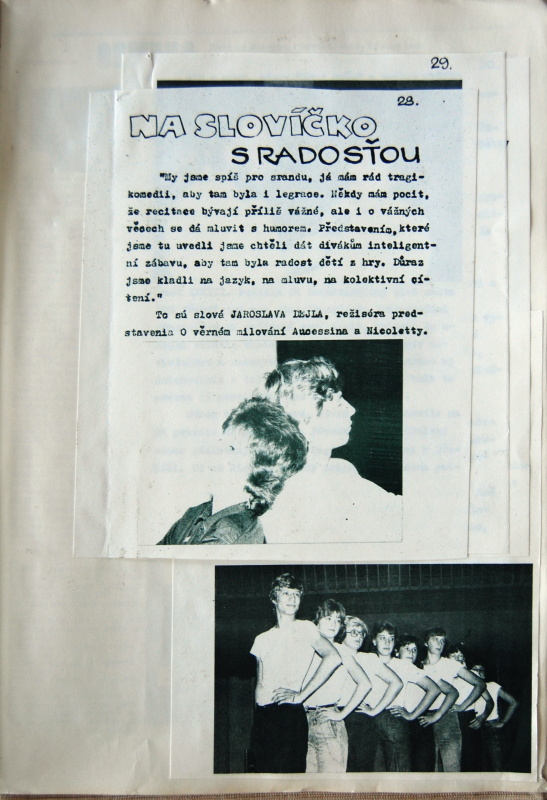 29.
28.
NA SLOVÍČKO
S RADOSŤOU
"My jsme spíš pro srandu, já mám rád tragi-
komedii, aby tam byla i legrace. Někdy mám pocit,
že recitace bývají příliš vážné, ale i o vážných
věcech se dá mluvit s humorem. Představením, které
jsme tu uvedli jsme chtěli dát divákům inteligent-
ní zábavu, aby tam byla radost dětí z hry. Důraz
jsme kladli na jazyk, na mluvu, na kolektivní cí-
tení."
To sú slová JAROSLAVA DEJLA, režiséra pred-
stavenia O věrném milování Aucassina a Nicoletty.